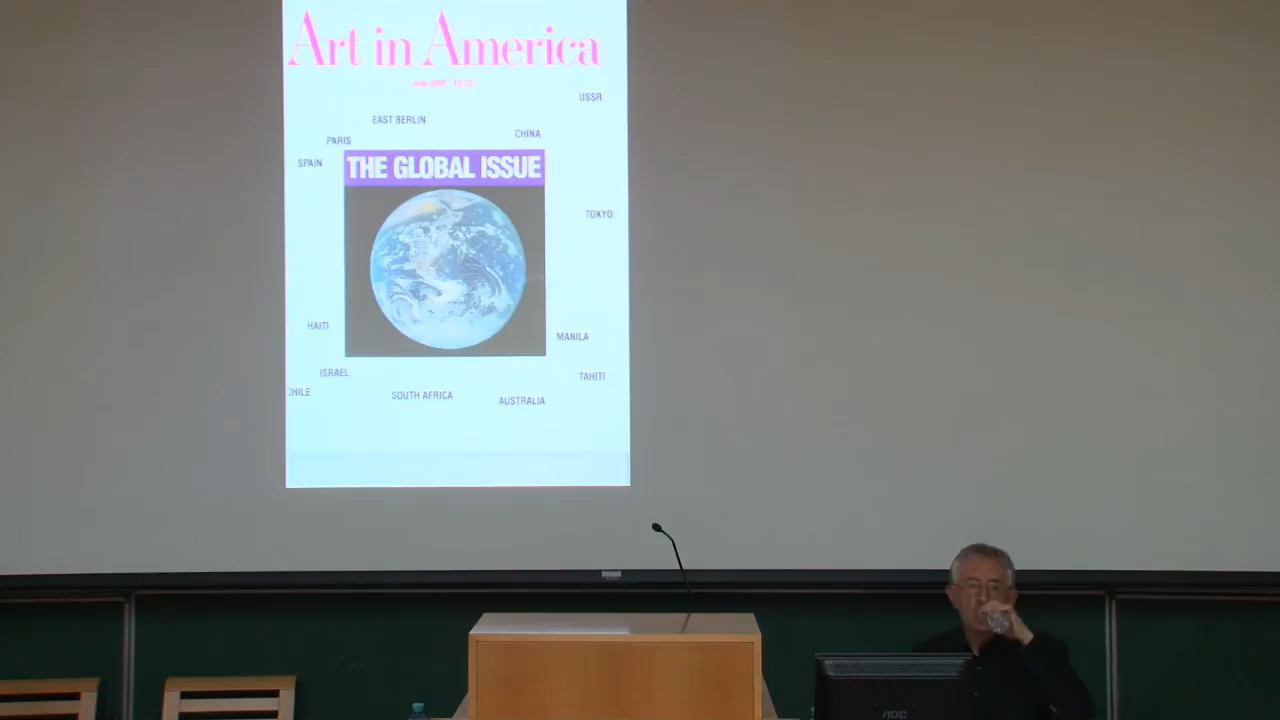 Art in America
USSR
EAST BERLIN
CHINA
PARIS
SPAIN
THE GLOBAL ISSUE
TOKYO
HAITI
MANILA
ISRAEL
TAHITI
CHILE
SOUTH AFRICA
AUSTRALIA
AOC